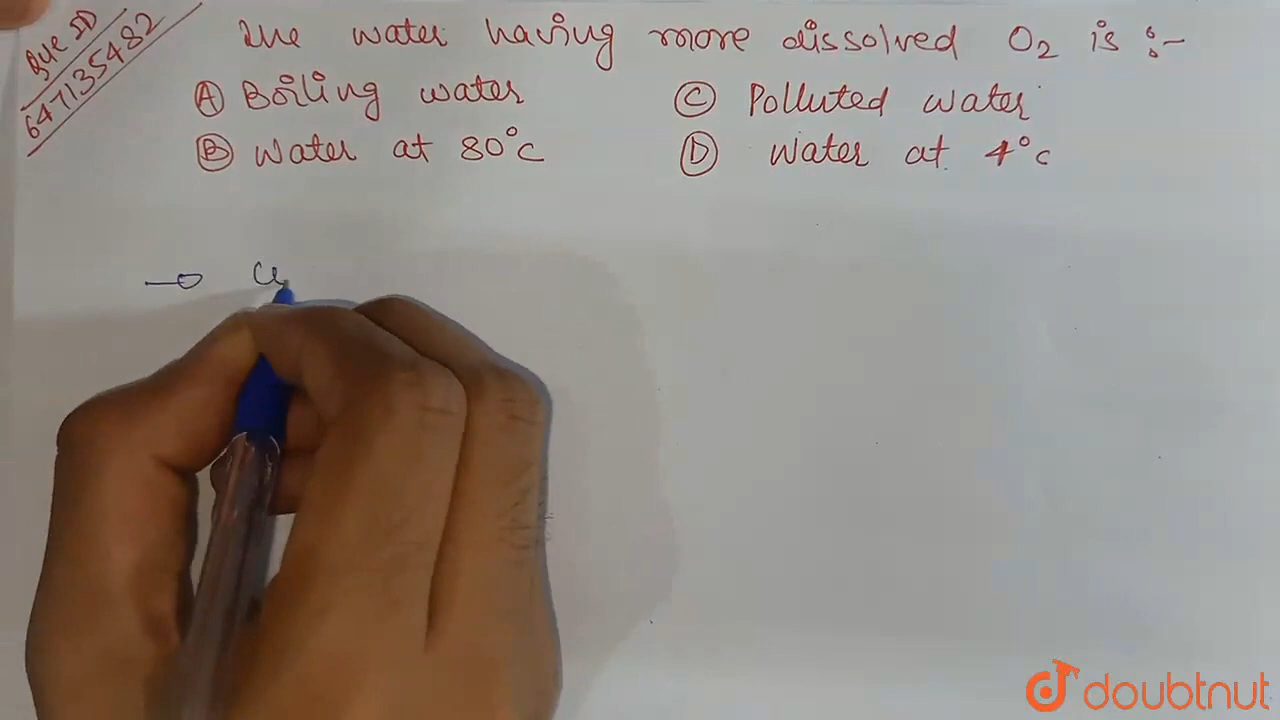 Que ID
647135482
The water having more dissolved O2 is :-
(A) Boiling water
(C) Polluted water
(B) Water at 80°C
(D) Water at 4°C
doubtnut